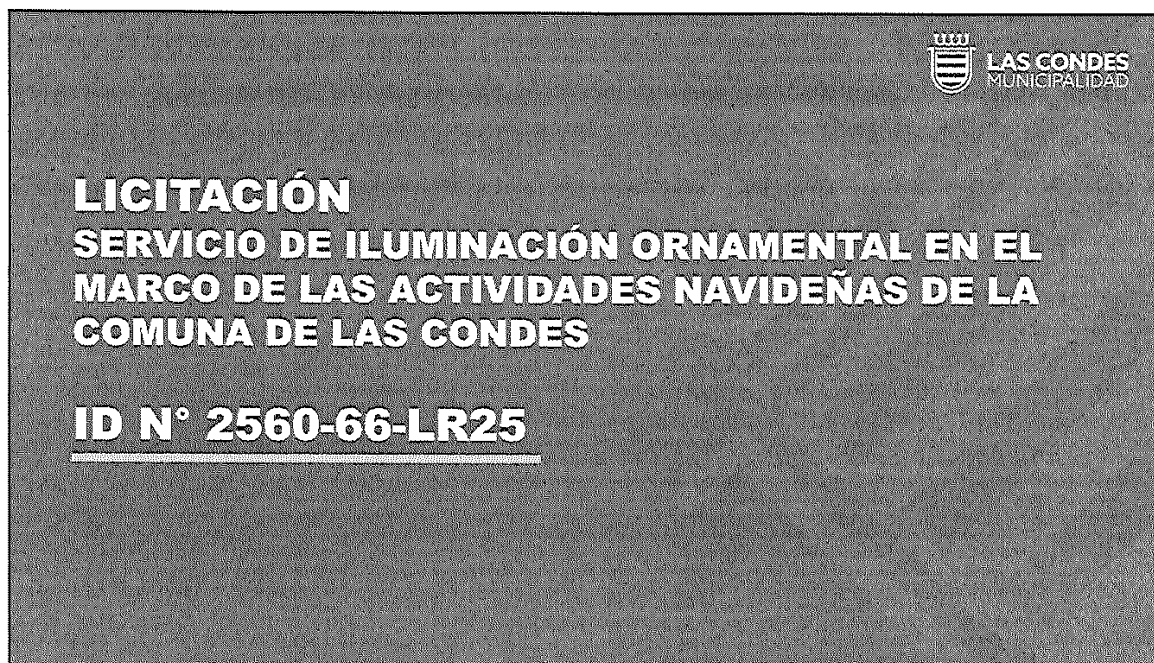 LAS CONDES
MUNICIPALIDAD
LICITACIÓN
SERVICIO DE ILUMINACIÓN ORNAMENTAL EN EL
MARCO DE LAS ACTIVIDADES NAVIDEÑAS DE LA
COMUNA DE LAS CONDES
ID N° 2560-66-LR25